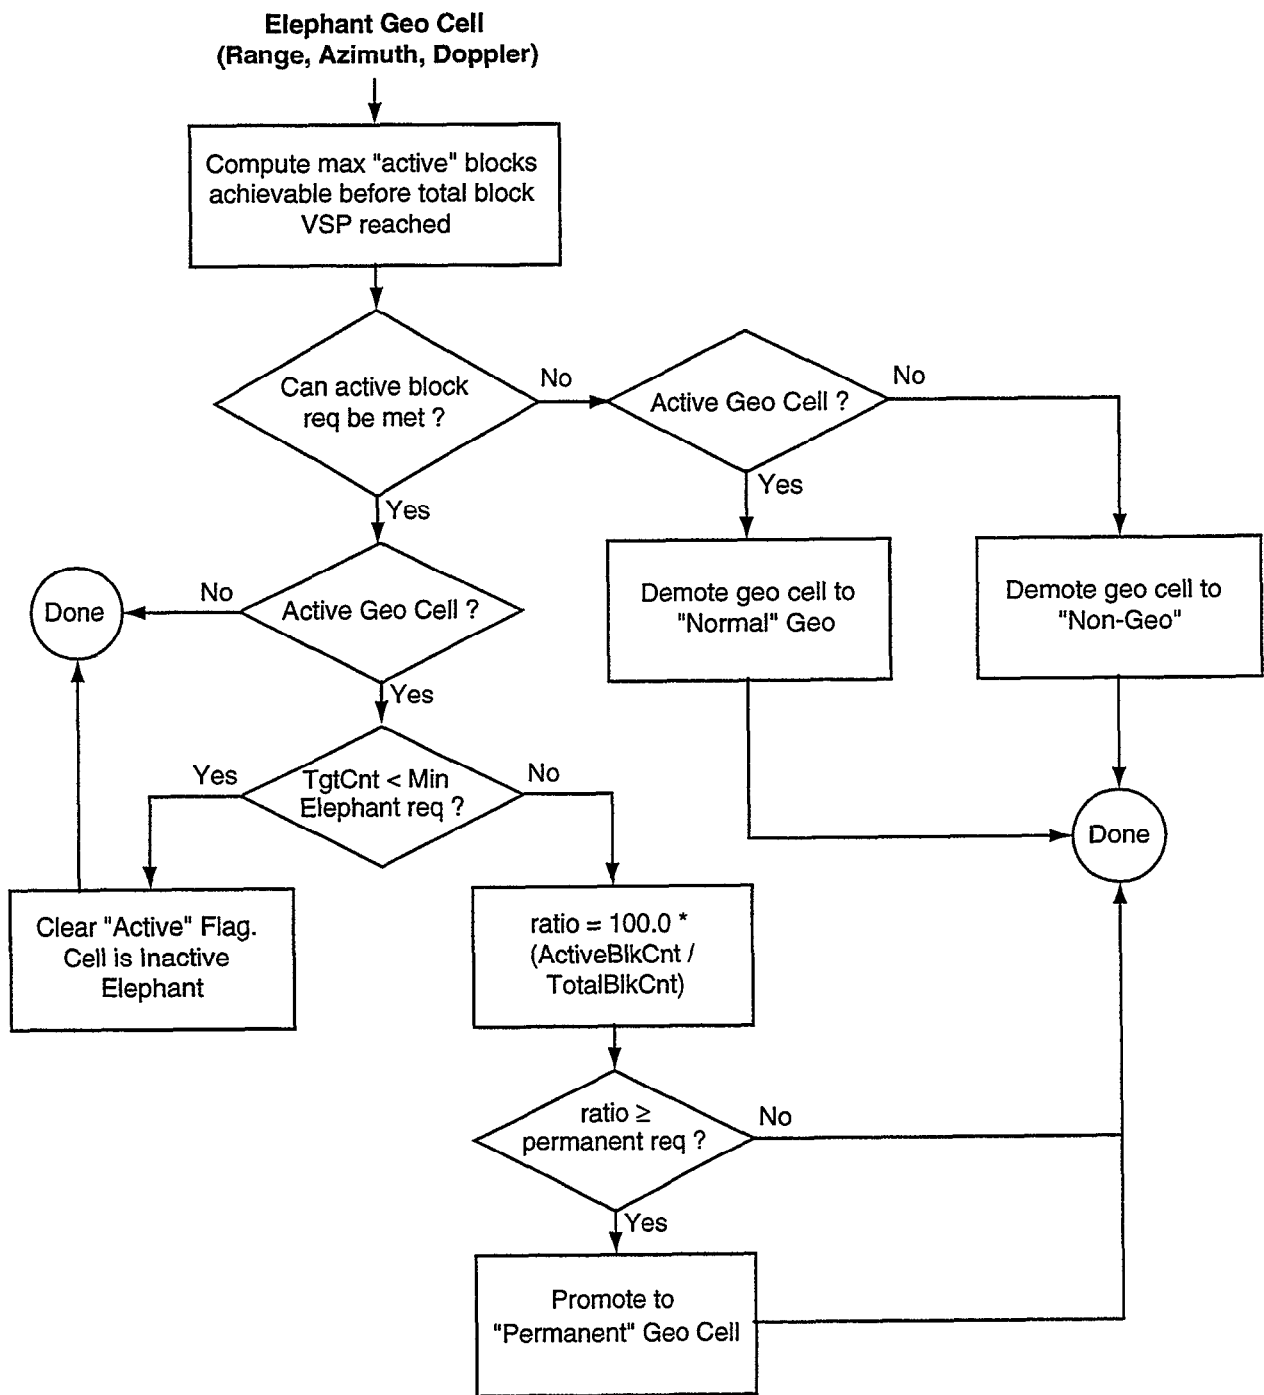 Elephant Geo Cell
(Range, Azimuth, Doppler)
Compute max "active" blocks
achievable before total block
VSP reached
Can active block
req be met ?
No
Active Geo Cell ?
No
Yes
Yes
Demote geo cell to
"Normal" Geo
Demote geo cell to
"Non-Geo"
Done
No
Active Geo Cell ?
Yes
Yes
TgtCnt < Min
Elephant req ?
No
Done
Clear "Active" Flag.
Cell is inactive
Elephant
ratio = 100.0 *
(ActiveBlkCnt /
TotalBlkCnt)
ratio ≥
permanent req ?
No
Yes
Promote to
"Permanent" Geo Cell